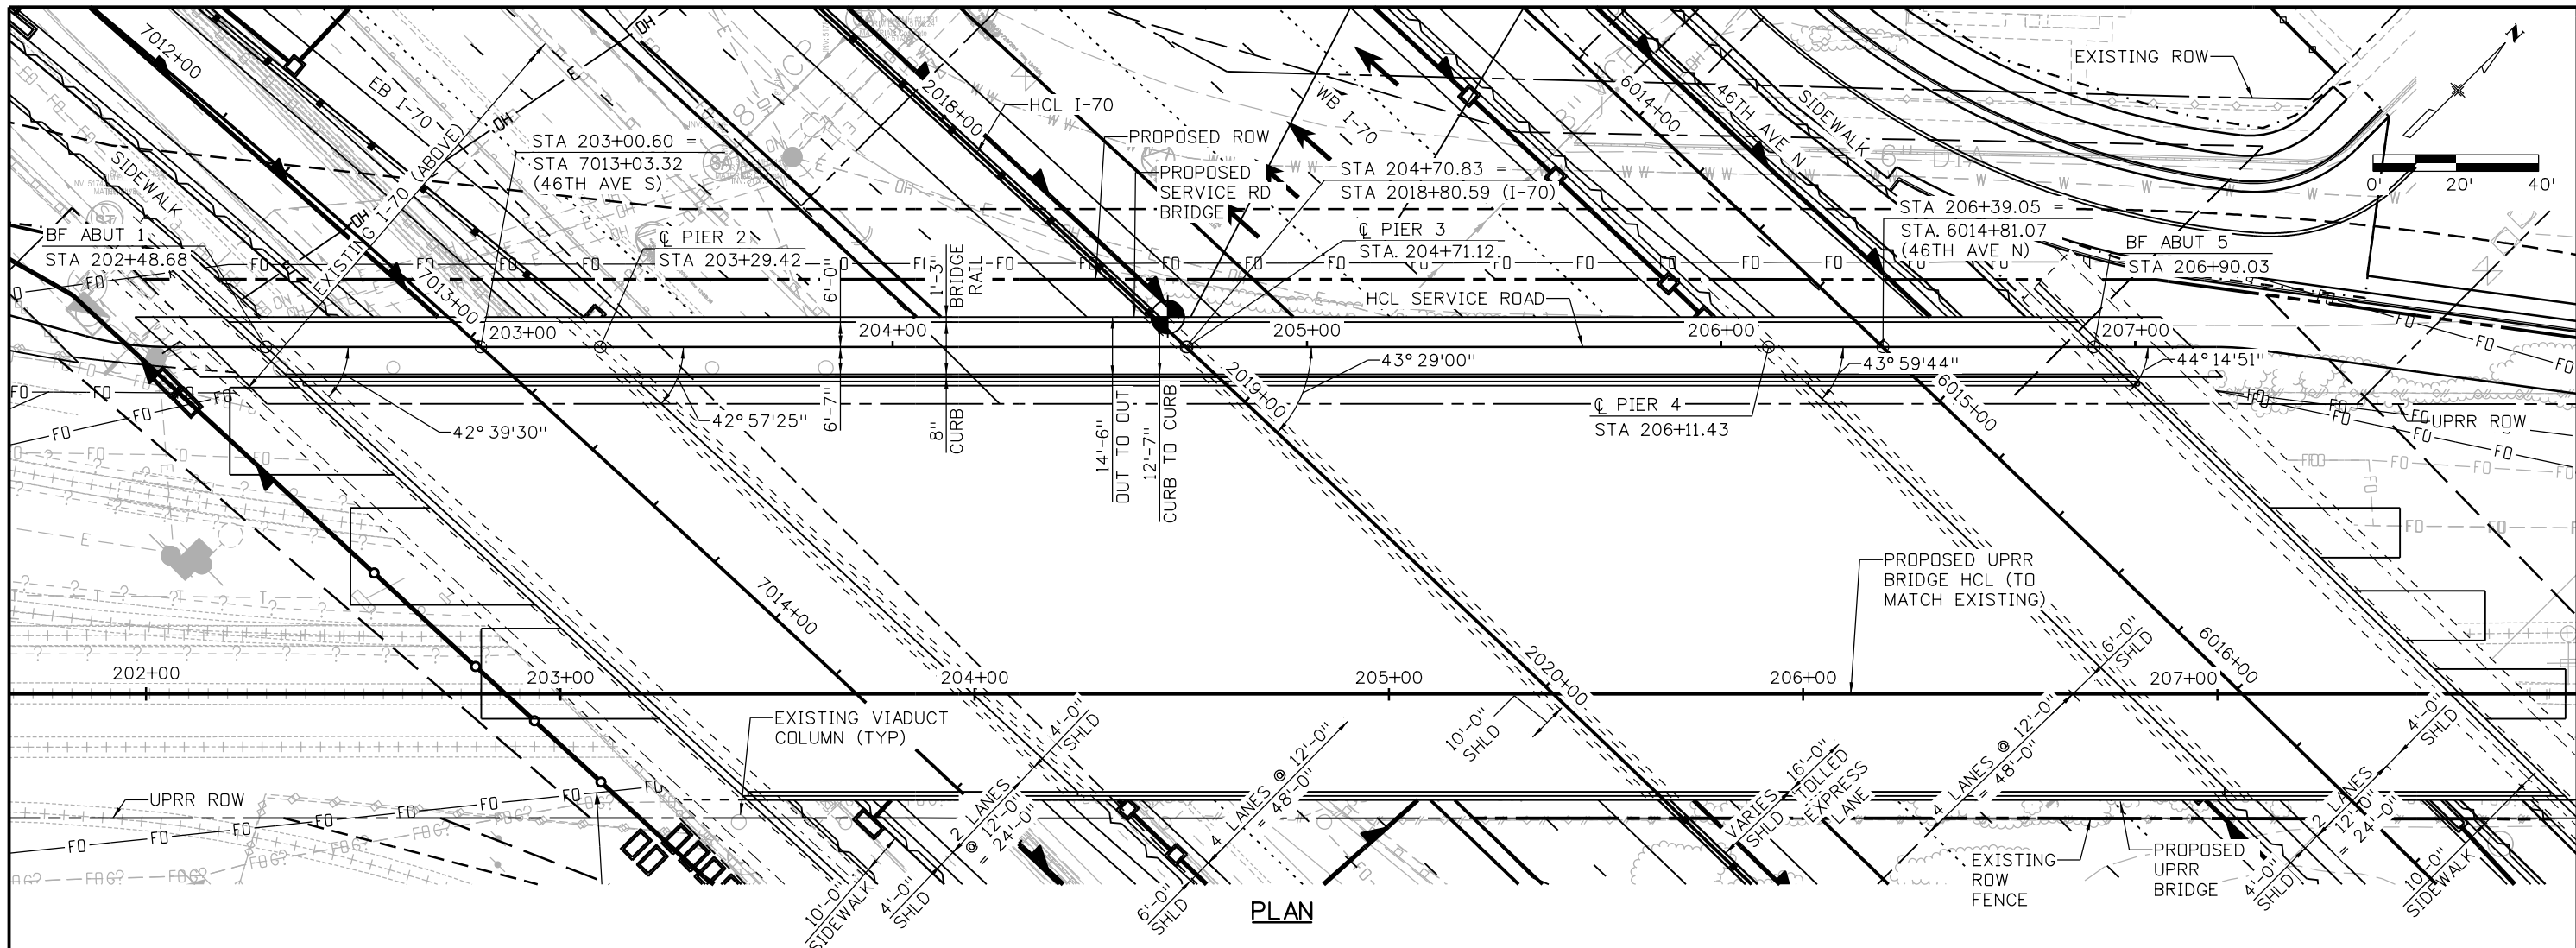 7012+00
EB I-70
SIDEWALK
EXISTING I-70 (ABOVE)
BF ABUT 1
STA 202+48.68
STA 203+00.60 =
STA 7013+03.32
(46TH AVE S)
℄ PIER 2
STA 203+29.42
7013+00
2018+00
HCL I-70
PROPOSED ROW
PROPOSED
SERVICE RD
BRIDGE
WB I-70
STA 204+70.83 =
STA 2018+80.59 (I-70)
℄ PIER 3
STA. 204+71.12
HCL SERVICE ROAD
6014+00
46TH AVE N
SIDEWALK
6" DIA
EXISTING ROW
N
0' 20' 40'
STA 206+39.05 =
STA. 6014+81.07
(46TH AVE N)
BF ABUT 5
STA 206+90.03
203+00
204+00
205+00
206+00
207+00
6'-0"
6'-7"
1'-3"
BRIDGE
RAIL
8"
CURB
14'-6"
OUT TO OUT
12'-7"
CURB TO CURB
42°39'30"
42°57'25"
43°29'00"
43°59'44"
44°14'51"
2019+00
℄ PIER 4
STA 206+11.43
6015+00
UPRR ROW
7014+00
PROPOSED UPRR
BRIDGE HCL (TO
MATCH EXISTING)
2020+00
6016+00
202+00
203+00
204+00
205+00
206+00
207+00
EXISTING VIADUCT
COLUMN (TYP)
UPRR ROW
10'-0"
SIDEWALK
4'-0"
SHLD
2 LANES
@ 12'-0"
= 24'-0"
4'-0"
SHLD
6'-0"
SHLD
4 LANES @ 12'-0"
= 48'-0"
10'-0"
SHLD
VARIES
SHLD
16'-0"
TOLLED
EXPRESS
LANE
4 LANES @ 12'-0"
= 48'-0"
6'-0"
SHLD
EXISTING
ROW
FENCE
PROPOSED
UPRR
BRIDGE
4'-0"
SHLD
2 LANES
@ 12'-0"
= 24'-0"
4'-0"
SHLD
10'-0"
SIDEWALK
PLAN